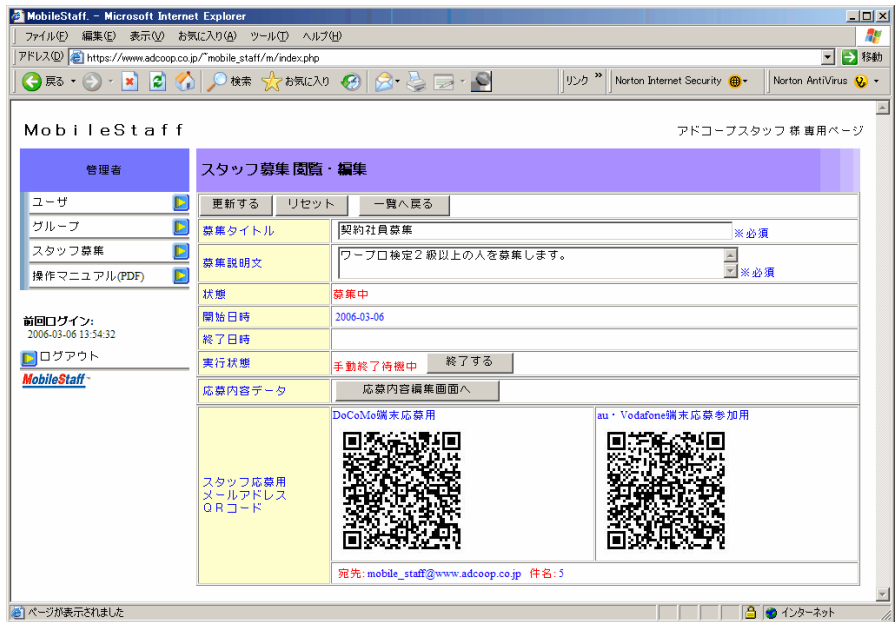 MobileStaff. - Microsoft Internet Explorer
ファイル(F) 編集(E) 表示(V) お気に入り(A) ツール(T) ヘルプ(H)
アドレス(D) https://www.adcoop.co.jp/~mobile_staff/m/index.php 移動
戻る 検索 お気に入り リンク » Norton Internet Security Norton AntiVirus
MobileStaff
アドコープスタッフ 様 専用ページ
管理者
ユーザ
グループ
スタッフ募集
操作マニュアル(PDF)
前回ログイン:
2006-03-06 13:54:32
ログアウト
MobileStaff
スタッフ募集 閲覧・編集
更新する リセット 一覧へ戻る
募集タイトル 契約社員募集 ※必須
募集説明文 ワープロ検定2級以上の人を募集します。 ※必須
状態 募集中
開始日時 2006-03-06
終了日時
実行状態 手動終了待機中 終了する
応募内容データ 応募内容編集画面へ
スタッフ応募用
メールアドレス
QRコード
DoCoMo端末応募用 au・Vodafone端末応募参加用
宛先: mobile_staff@www.adcoop.co.jp 件名: 5
ページが表示されました インターネット